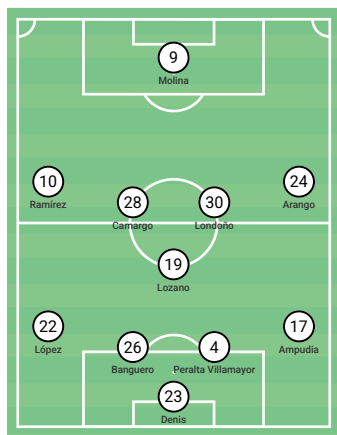 9
Molina
10
Ramírez
24
Arango
28
Camargo
30
Londoño
19
Lozano
22
López
17
Ampudia
26
Banguero
4
Peralta Villamayor
23
Denis